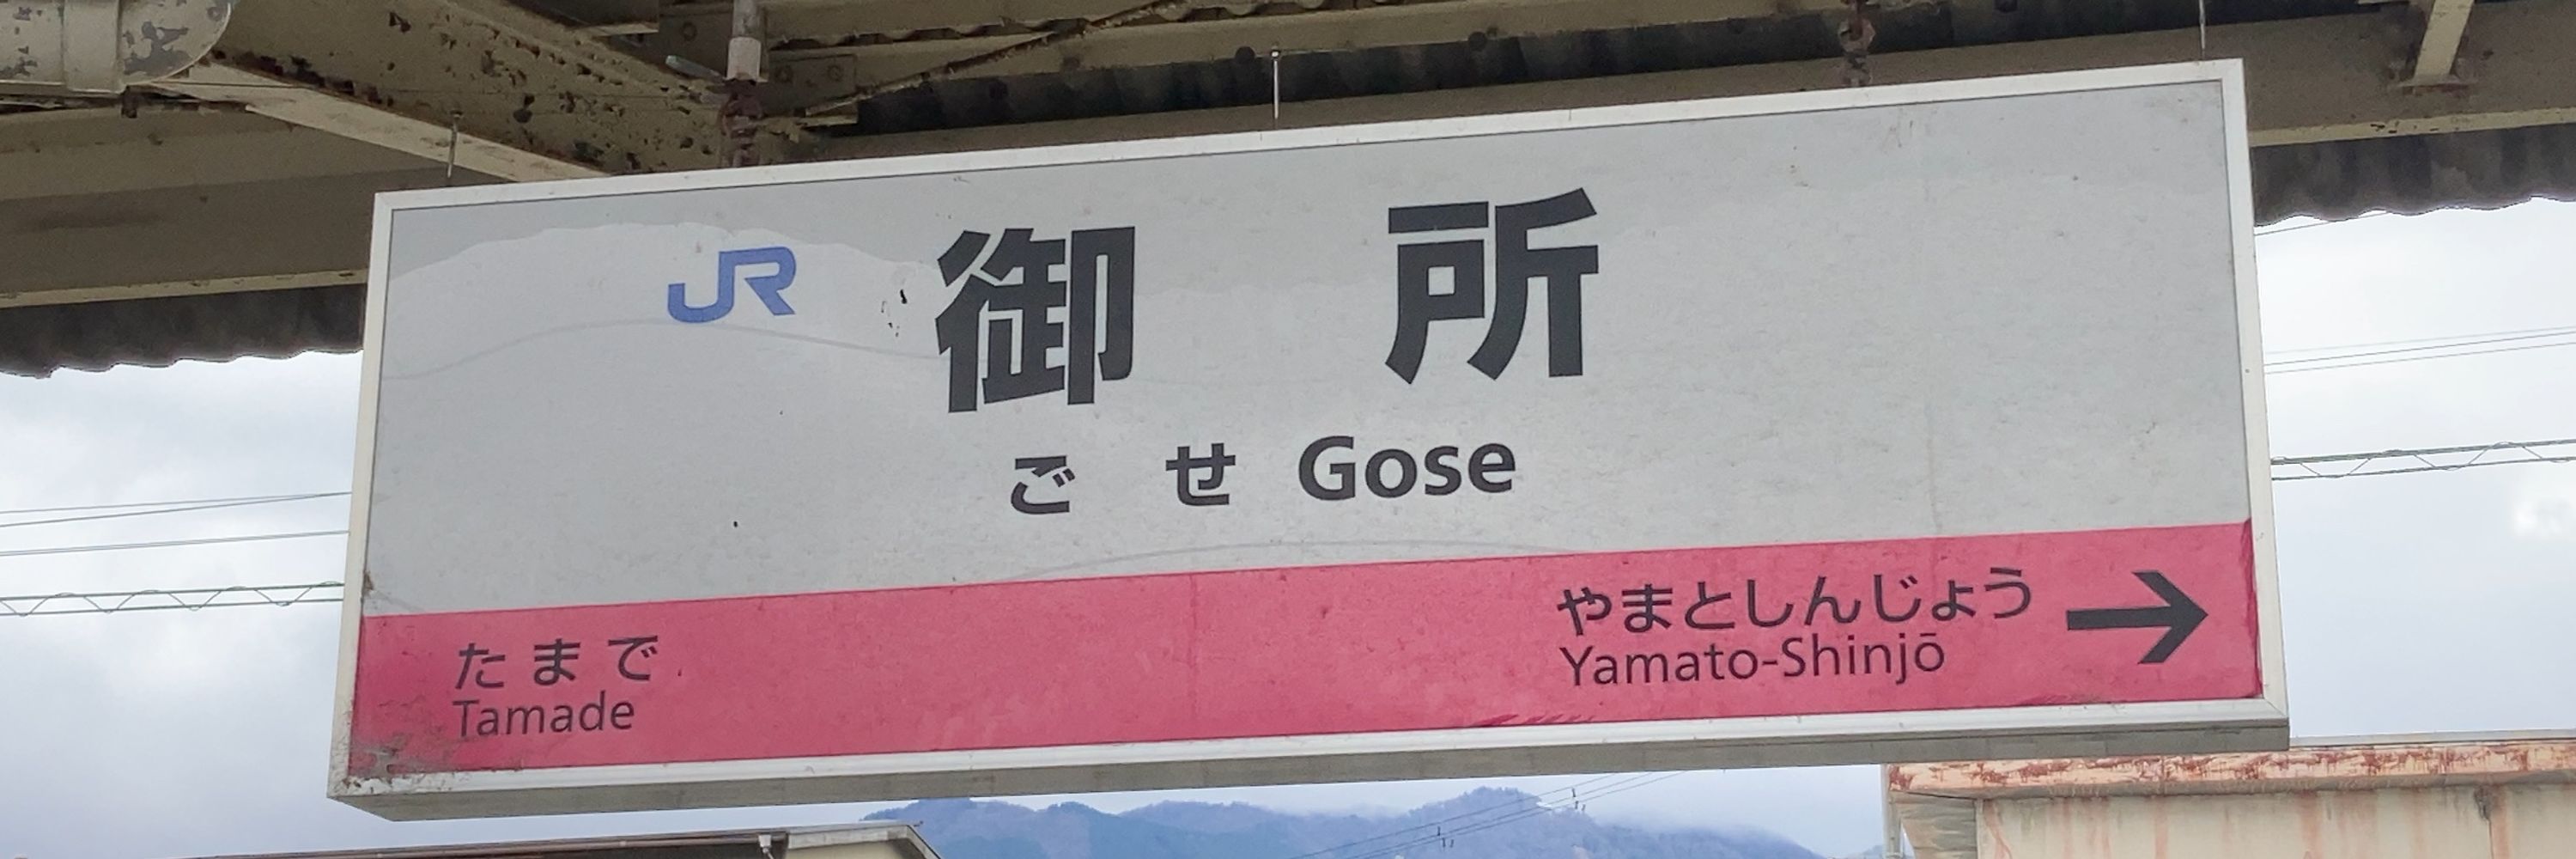 JR 御所
ごせ Gose
たまで
Tamade
やまとしんじょう →
Yamato-Shinjō